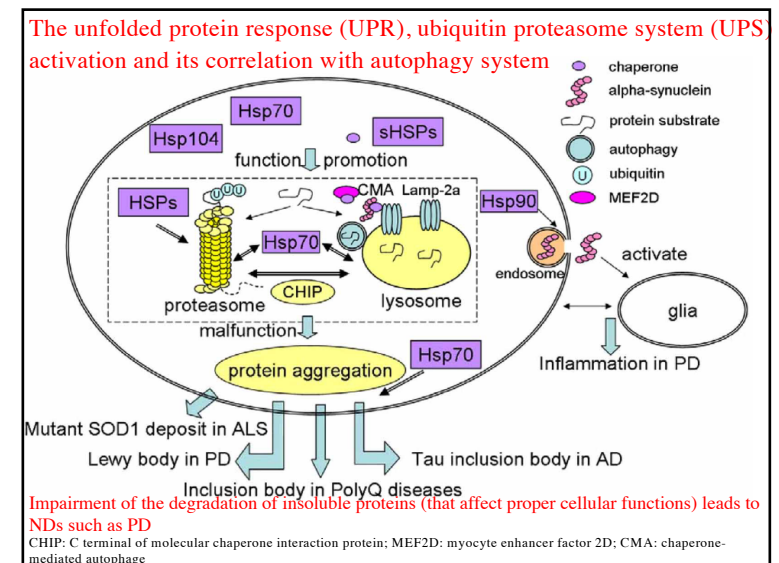 The unfolded protein response (UPR), ubiquitin proteasome system (UPS)
activation and its correlation with autophagy system
chaperone
alpha-synuclein
protein substrate
autophagy
ubiquitin
MEF2D
Hsp70
Hsp104
sHSPs
function promotion
HSPs
U U U
CMA Lamp-2a
Hsp90
Hsp70
endosome
activate
CHIP
proteasome
lysosome
glia
malfunction
Hsp70
protein aggregation
Inflammation in PD
Mutant SOD1 deposit in ALS
Lewy body in PD
Tau inclusion body in AD
Inclusion body in PolyQ diseases
Impairment of the degradation of insoluble proteins (that affect proper cellular functions) leads to
NDs such as PD
CHIP: C terminal of molecular chaperone interaction protein; MEF2D: myocyte enhancer factor 2D; CMA: chaperone-
mediated autophage